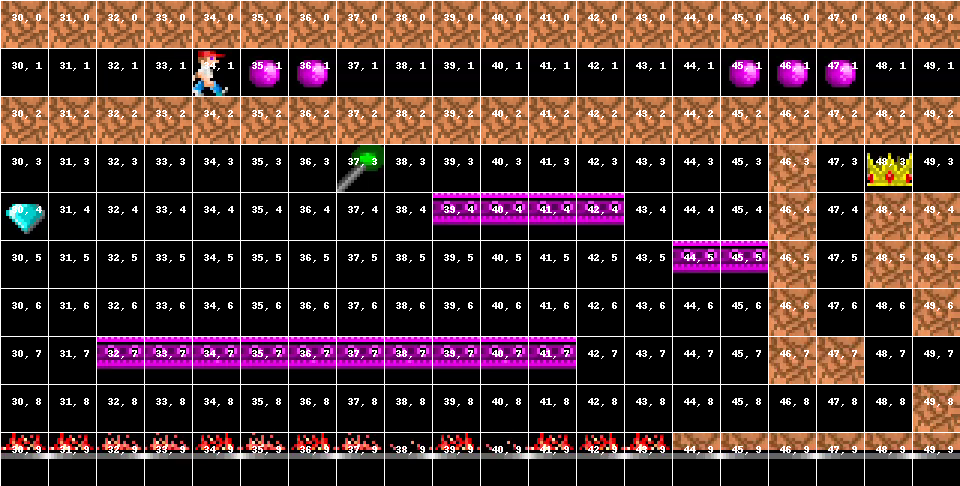 30, 0 31, 0 32, 0 33, 0 34, 0 35, 0 36, 0 37, 0 38, 0 39, 0 40, 0 41, 0 42, 0 43, 0 44, 0 45, 0 46, 0 47, 0 48, 0 49, 0
30, 1 31, 1 32, 1 33, 1 34, 1 35, 1 36, 1 37, 1 38, 1 39, 1 40, 1 41, 1 42, 1 43, 1 44, 1 45, 1 46, 1 47, 1 48, 1 49, 1
30, 2 31, 2 32, 2 33, 2 34, 2 35, 2 36, 2 37, 2 38, 2 39, 2 40, 2 41, 2 42, 2 43, 2 44, 2 45, 2 46, 2 47, 2 48, 2 49, 2
30, 3 31, 3 32, 3 33, 3 34, 3 35, 3 36, 3 37, 3 38, 3 39, 3 40, 3 41, 3 42, 3 43, 3 44, 3 45, 3 46, 3 47, 3 48, 3 49, 3
30, 4 31, 4 32, 4 33, 4 34, 4 35, 4 36, 4 37, 4 38, 4 39, 4 40, 4 41, 4 42, 4 43, 4 44, 4 45, 4 46, 4 47, 4 48, 4 49, 4
30, 5 31, 5 32, 5 33, 5 34, 5 35, 5 36, 5 37, 5 38, 5 39, 5 40, 5 41, 5 42, 5 43, 5 44, 5 45, 5 46, 5 47, 5 48, 5 49, 5
30, 6 31, 6 32, 6 33, 6 34, 6 35, 6 36, 6 37, 6 38, 6 39, 6 40, 6 41, 6 42, 6 43, 6 44, 6 45, 6 46, 6 47, 6 48, 6 49, 6
30, 7 31, 7 32, 7 33, 7 34, 7 35, 7 36, 7 37, 7 38, 7 39, 7 40, 7 41, 7 42, 7 43, 7 44, 7 45, 7 46, 7 47, 7 48, 7 49, 7
30, 8 31, 8 32, 8 33, 8 34, 8 35, 8 36, 8 37, 8 38, 8 39, 8 40, 8 41, 8 42, 8 43, 8 44, 8 45, 8 46, 8 47, 8 48, 8 49, 8
30, 9 31, 9 32, 9 33, 9 34, 9 35, 9 36, 9 37, 9 38, 9 39, 9 40, 9 41, 9 42, 9 43, 9 44, 9 45, 9 46, 9 47, 9 48, 9 49, 9